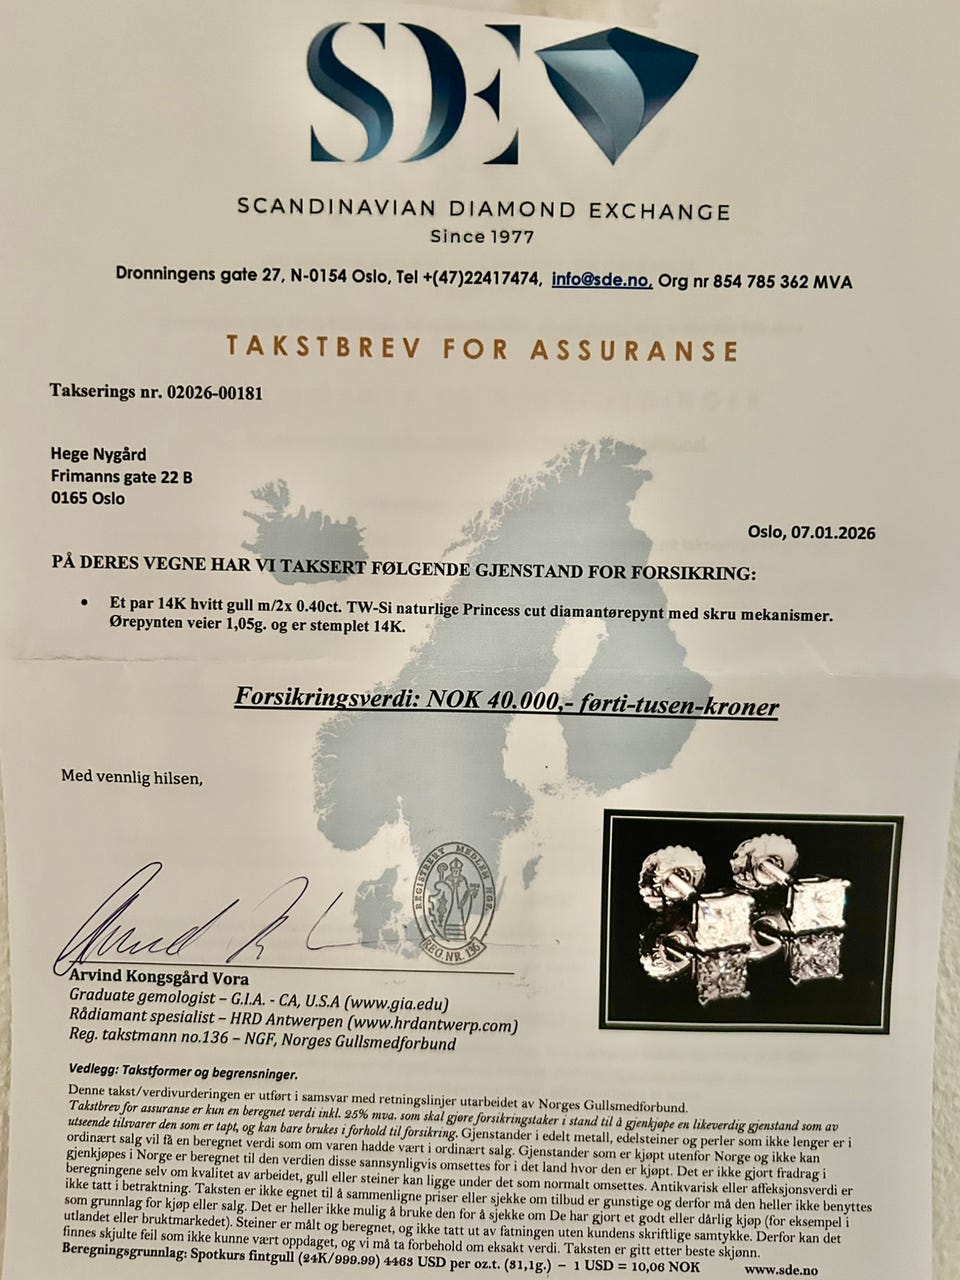 SDE
SCANDINAVIAN DIAMOND EXCHANGE
Since 1977
Dronningens gate 27, N-0154 Oslo, Tel +(47)22417474, info@sde.no, Org nr 854 785 362 MVA
TAKSTBREV FOR ASSURANSE
Takserings nr. 02026-00181
Hege Nygård
Frimanns gate 22 B
0165 Oslo
Oslo, 07.01.2026
PÅ DERES VEGNE HAR VI TAKSERT FØLGENDE GJENSTAND FOR FORSIKRING:
• Et par 14K hvitt gull m/2x 0.40ct. TW-Si naturlige Princess cut diamantørepynt med skru mekanismer.
Ørepynten veier 1,05g. og er stemplet 14K.
Forsikringsverdi: NOK 40.000,- førti-tusen-kroner
Med vennlig hilsen,
REGISTRERT MEDLEM NGF.
REG.NR. 136
Arvind Kongsgård Vora
Graduate gemologist – G.I.A. - CA, U.S.A (www.gia.edu)
Rådiamant spesialist – HRD Antwerpen (www.hrdantwerp.com)
Reg. takstmann no.136 – NGF, Norges Gullsmedforbund
Vedlegg: Takstformer og begrensninger.
Denne takst/verdivurderingen er utført i samsvar med retningslinjer utarbeidet av Norges Gullsmedforbund.
Takstbrev for assuranse er kun en beregnet verdi inkl. 25% mva. som skal gjøre forsikringstaker i stand til å gjenkjøpe en likeverdig gjenstand som av
utseende tilsvarer den som er tapt, og kan bare brukes i forhold til forsikring. Gjenstander i edelt metall, edelsteiner og perler som ikke lenger er i
ordinært salg vil få en beregnet verdi som om varen hadde vært i ordinært salg. Gjenstander som er kjøpt utenfor Norge og ikke kan
gjenkjøpes i Norge er beregnet til den verdien disse sannsynligvis omsettes for i det land hvor den er kjøpt. Det er ikke gjort fradrag i
beregningene selv om kvalitet av arbeidet, gull eller steiner kan ligge under det som normalt omsettes. Antikvarisk eller affeksjonsverdi er
ikke tatt i betraktning. Taksten er ikke egnet til å sammenligne priser eller sjekke om tilbud er gunstige og derfor må den heller ikke benyttes
som grunnlag for kjøp eller salg. Det er heller ikke mulig å bruke den for å sjekke om De har gjort et godt eller dårlig kjøp (for eksempel i
utlandet eller bruktmarkedet). Steiner er målt og beregnet, og ikke tatt ut av fatningen uten kundens skriftlige samtykke. Derfor kan det
finnes skjulte feil som ikke kunne vært oppdaget, og vi må ta forbehold om eksakt verdi. Taksten er gitt etter beste skjønn.
Beregningsgrunnlag: Spotkurs fintgull (24K/999.99) 4463 USD per oz.t. (31,1g.) – 1 USD = 10,06 NOK www.sde.no